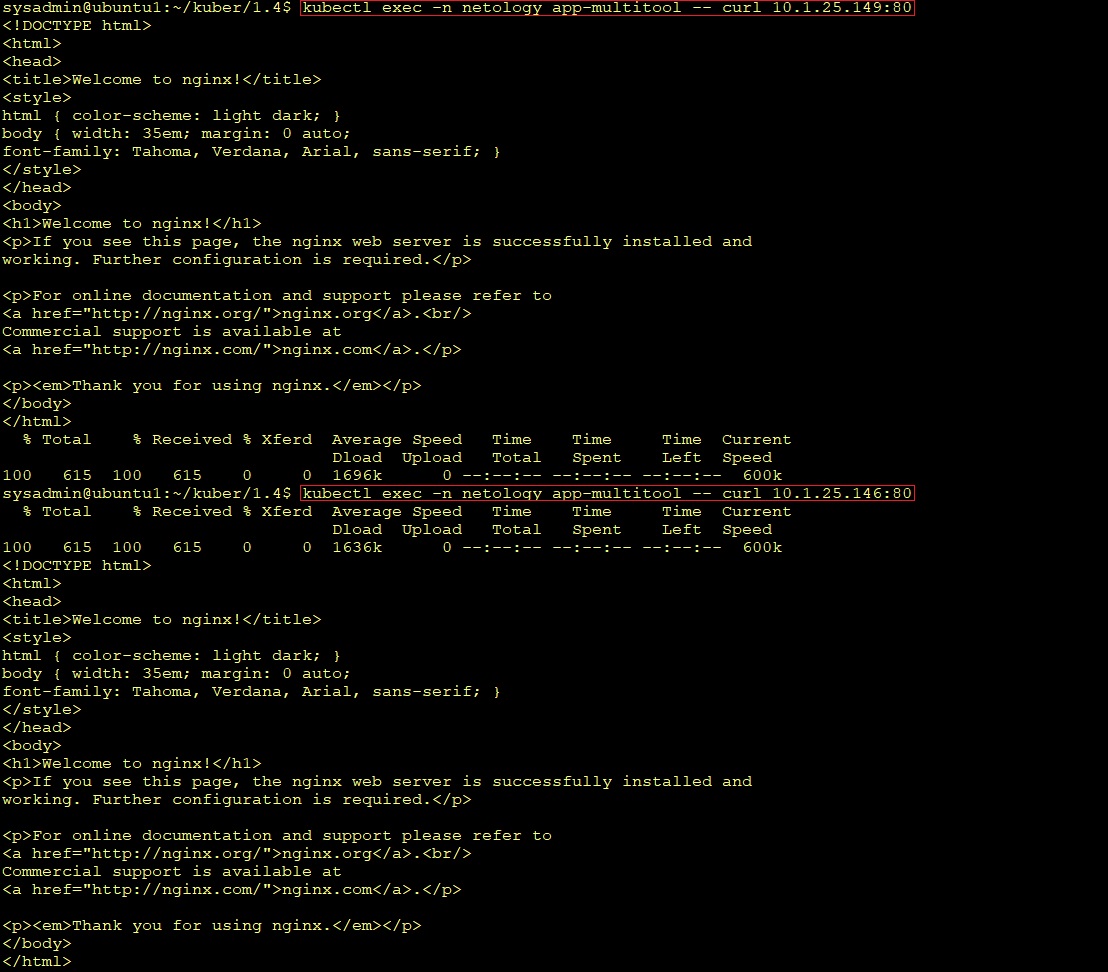 sysadmin@ubuntu1:~/kuber/1.4$ kubectl exec -n netology app-multitool -- curl 10.1.25.149:80
<!DOCTYPE html>
<html>
<head>
<title>Welcome to nginx!</title>
<style>
html { color-scheme: light dark; }
body { width: 35em; margin: 0 auto;
font-family: Tahoma, Verdana, Arial, sans-serif; }
</style>
</head>
<body>
<h1>Welcome to nginx!</h1>
<p>If you see this page, the nginx web server is successfully installed and
working. Further configuration is required.</p>

<p>For online documentation and support please refer to
<a href="http://nginx.org/">nginx.org</a>.<br/>
Commercial support is available at
<a href="http://nginx.com/">nginx.com</a>.</p>

<p><em>Thank you for using nginx.</em></p>
</body>
</html>
  % Total    % Received % Xferd  Average Speed   Time    Time     Time  Current
                                 Dload  Upload   Total   Spent    Left  Speed
100   615  100   615    0     0  1696k      0 --:--:-- --:--:-- --:--:--  600k
sysadmin@ubuntu1:~/kuber/1.4$ kubectl exec -n netology app-multitool -- curl 10.1.25.146:80
  % Total    % Received % Xferd  Average Speed   Time    Time     Time  Current
                                 Dload  Upload   Total   Spent    Left  Speed
100   615  100   615    0     0  1636k      0 --:--:-- --:--:-- --:--:--  600k
<!DOCTYPE html>
<html>
<head>
<title>Welcome to nginx!</title>
<style>
html { color-scheme: light dark; }
body { width: 35em; margin: 0 auto;
font-family: Tahoma, Verdana, Arial, sans-serif; }
</style>
</head>
<body>
<h1>Welcome to nginx!</h1>
<p>If you see this page, the nginx web server is successfully installed and
working. Further configuration is required.</p>

<p>For online documentation and support please refer to
<a href="http://nginx.org/">nginx.org</a>.<br/>
Commercial support is available at
<a href="http://nginx.com/">nginx.com</a>.</p>

<p><em>Thank you for using nginx.</em></p>
</body>
</html>